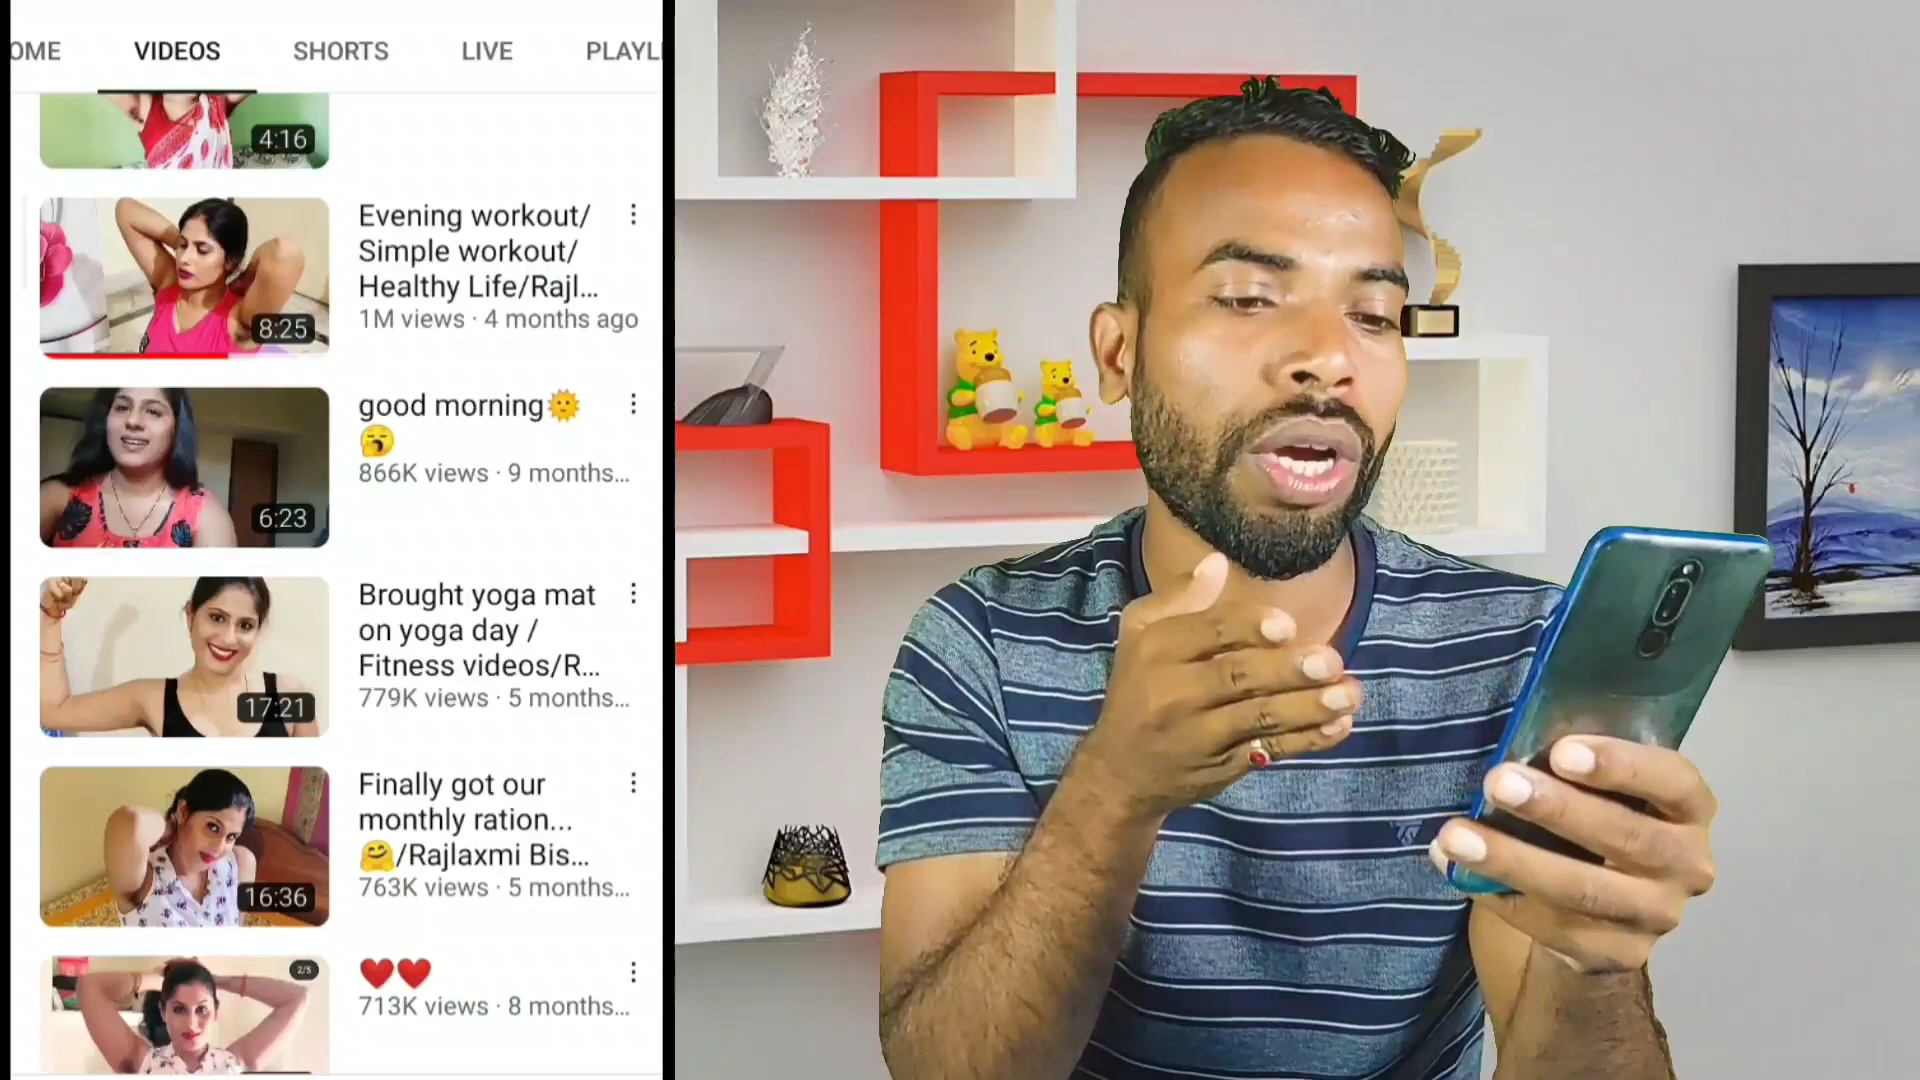 OME VIDEOS SHORTS LIVE PLAYLI
4:16
Evening workout/
Simple workout/
Healthy Life/Rajl...
1M views · 4 months ago
8:25
good morning🌞
🥱
866K views · 9 months...
6:23
Brought yoga mat
on yoga day /
Fitness videos/R...
779K views · 5 months...
17:21
Finally got our
monthly ration...
🤗/Rajlaxmi Bis...
763K views · 5 months...
16:36
2/5
❤️❤️
713K views · 8 months...